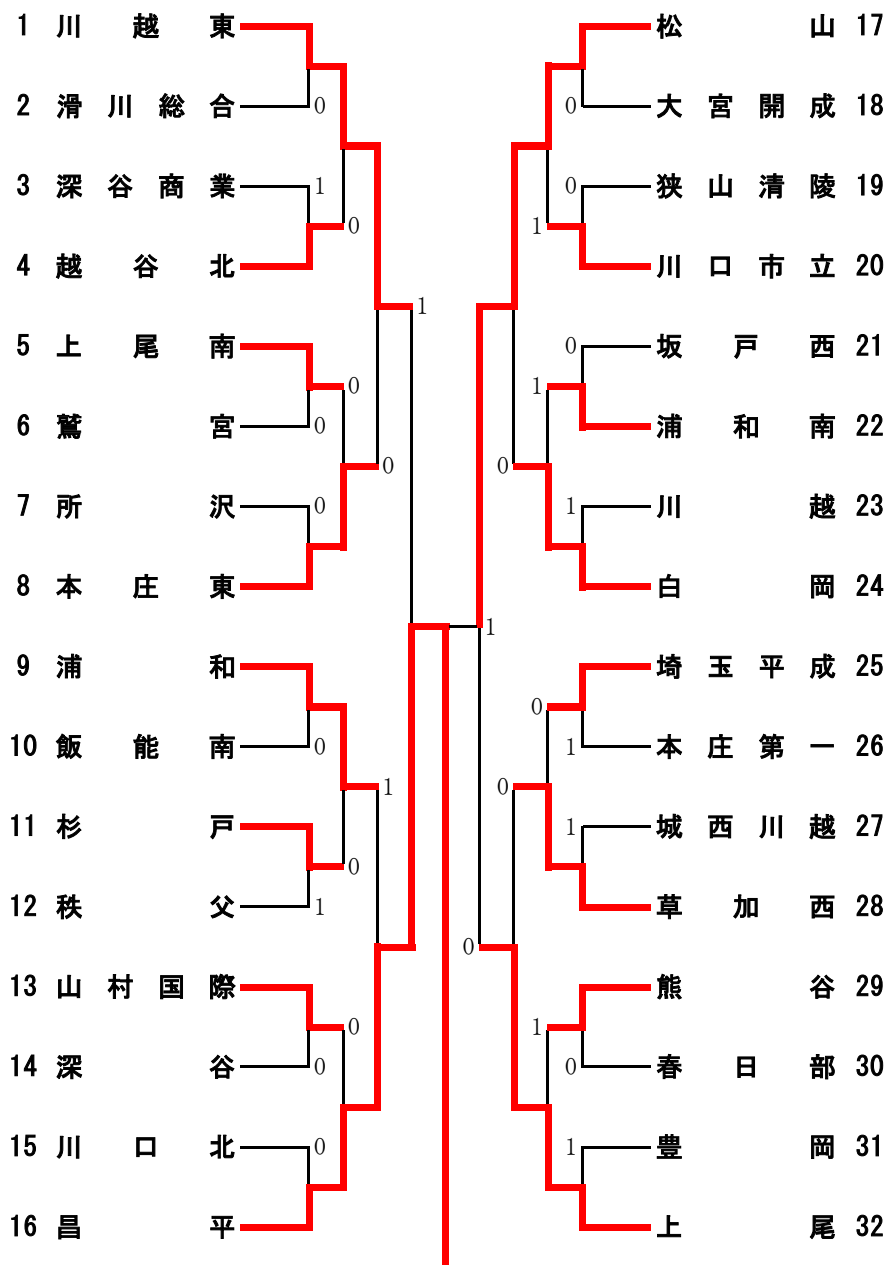 1 川越東
松山 17
2 滑川総合 0
0 大宮開成 18
3 深谷商業 1
0 狭山清陵 19
0
1
4 越谷北
川口市立 20
1
5 上尾南
0 坂戸西 21
0
1
6 鷲宮 0
浦和南 22
0
0
7 所沢 0
1 川越 23
8 本庄東
白岡 24
1
9 浦和
埼玉平成 25
0
10 飯能南 0
1 本庄第一 26
1
0
11 杉戸
1 城西川越 27
0
12 秩父 1
草加西 28
0
13 山村国際
熊谷 29
0
1
14 深谷 0
0 春日部 30
15 川口北 0
1 豊岡 31
16 昌平
上尾 32